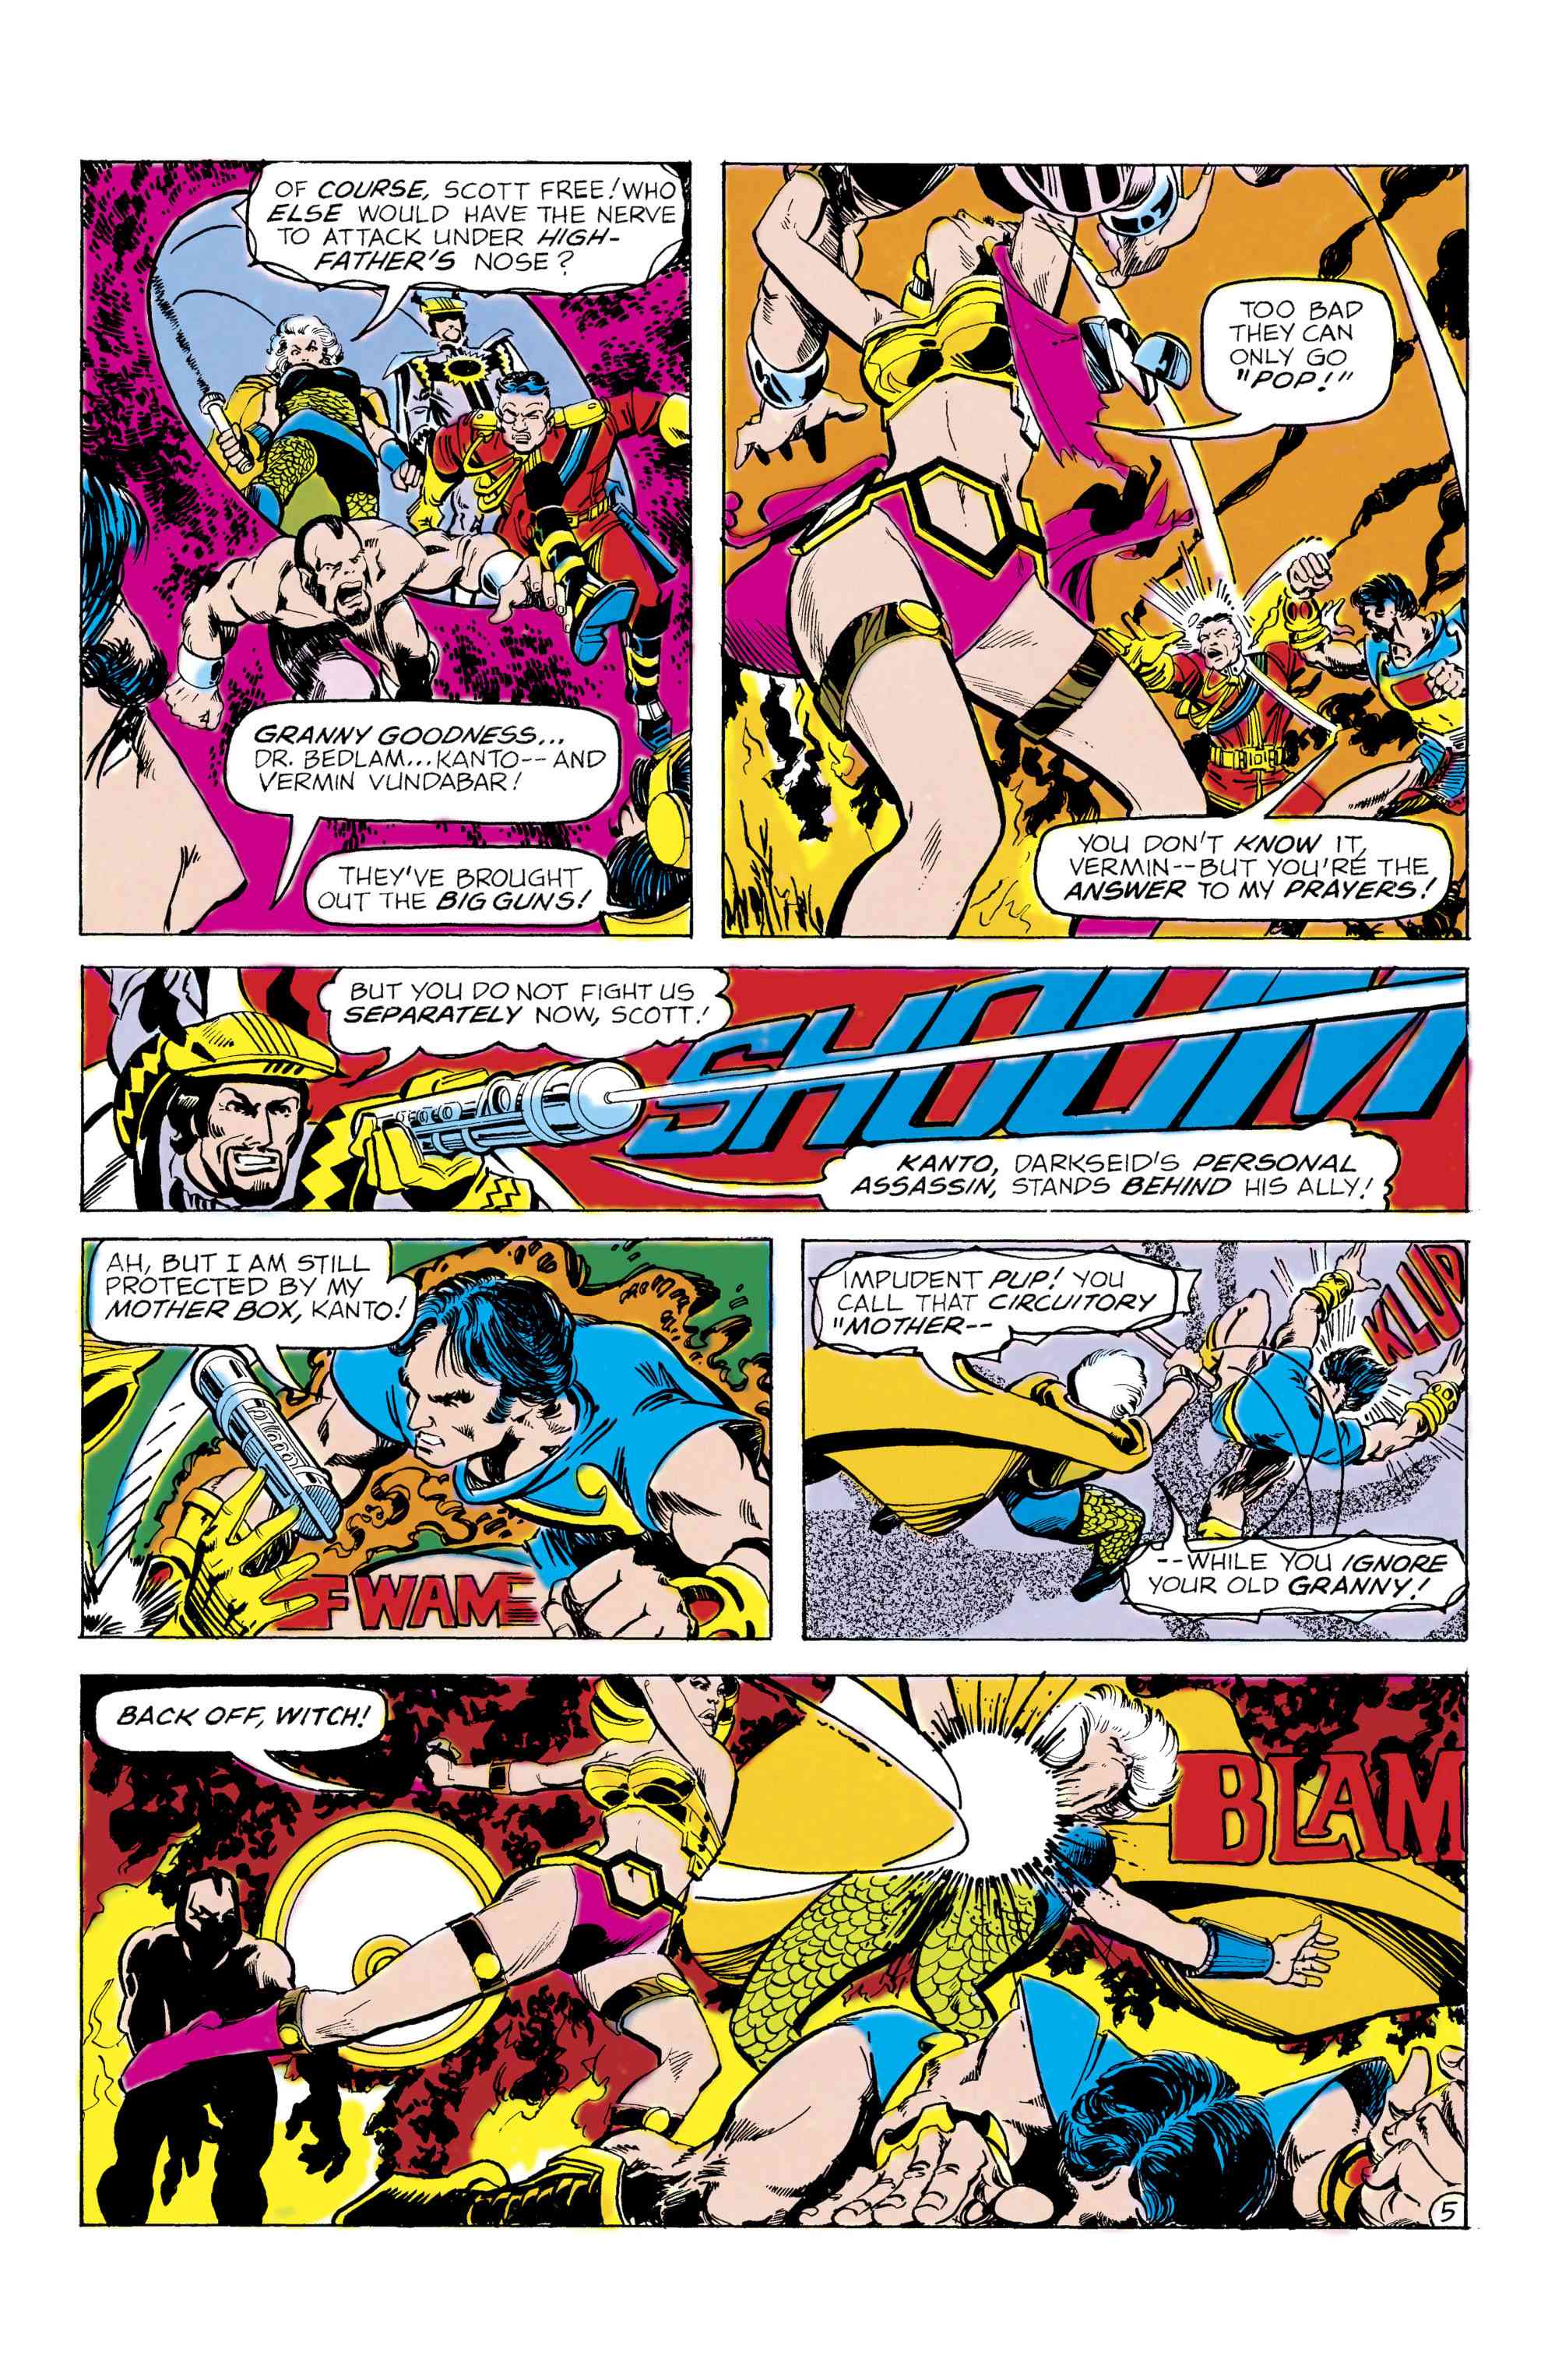 OF COURSE, SCOTT FREE! WHO
ELSE WOULD HAVE THE NERVE
TO ATTACK UNDER HIGH-
FATHER'S NOSE?
GRANNY GOODNESS...
DR. BEDLAM...KANTO--AND
VERMIN VUNDABAR!
THEY'VE BROUGHT
OUT THE BIG GUNS!
TOO BAD
THEY CAN
ONLY GO
"POP!"
YOU DON'T KNOW IT,
VERMIN--BUT YOU'RE THE
ANSWER TO MY PRAYERS!
BUT YOU DO NOT FIGHT US
SEPARATELY NOW, SCOTT!
SHOUM
KANTO, DARKSEID'S PERSONAL
ASSASSIN, STANDS BEHIND HIS ALLY!
AH, BUT I AM STILL
PROTECTED BY MY
MOTHER BOX, KANTO!
FWAM
IMPUDENT PUP! YOU
CALL THAT CIRCUITORY
"MOTHER--
KLUD
--WHILE YOU IGNORE
YOUR OLD GRANNY!
BACK OFF, WITCH!
BLAM
5